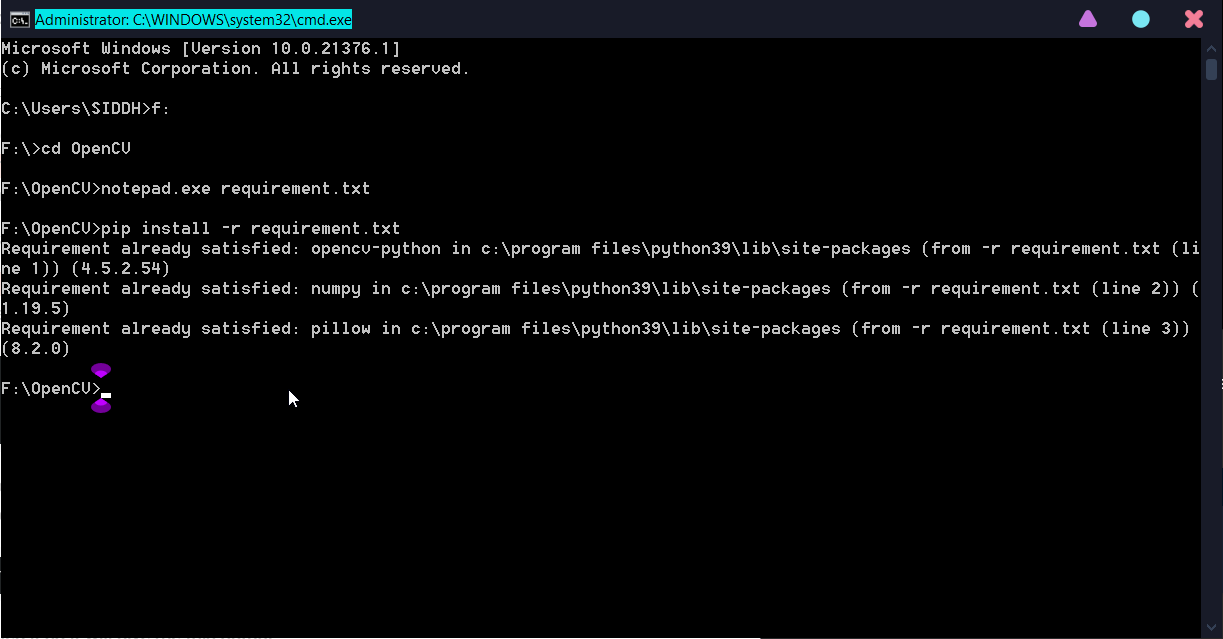 Administrator: C:\WINDOWS\system32\cmd.exe
Microsoft Windows [Version 10.0.21376.1]
(c) Microsoft Corporation. All rights reserved.
C:\Users\SIDDH>f:
F:\>cd OpenCV
F:\OpenCV>notepad.exe requirement.txt
F:\OpenCV>pip install -r requirement.txt
Requirement already satisfied: opencv-python in c:\program files\python39\lib\site-packages (from -r requirement.txt (li
ne 1)) (4.5.2.54)
Requirement already satisfied: numpy in c:\program files\python39\lib\site-packages (from -r requirement.txt (line 2)) (
1.19.5)
Requirement already satisfied: pillow in c:\program files\python39\lib\site-packages (from -r requirement.txt (line 3))
(8.2.0)
F:\OpenCV>